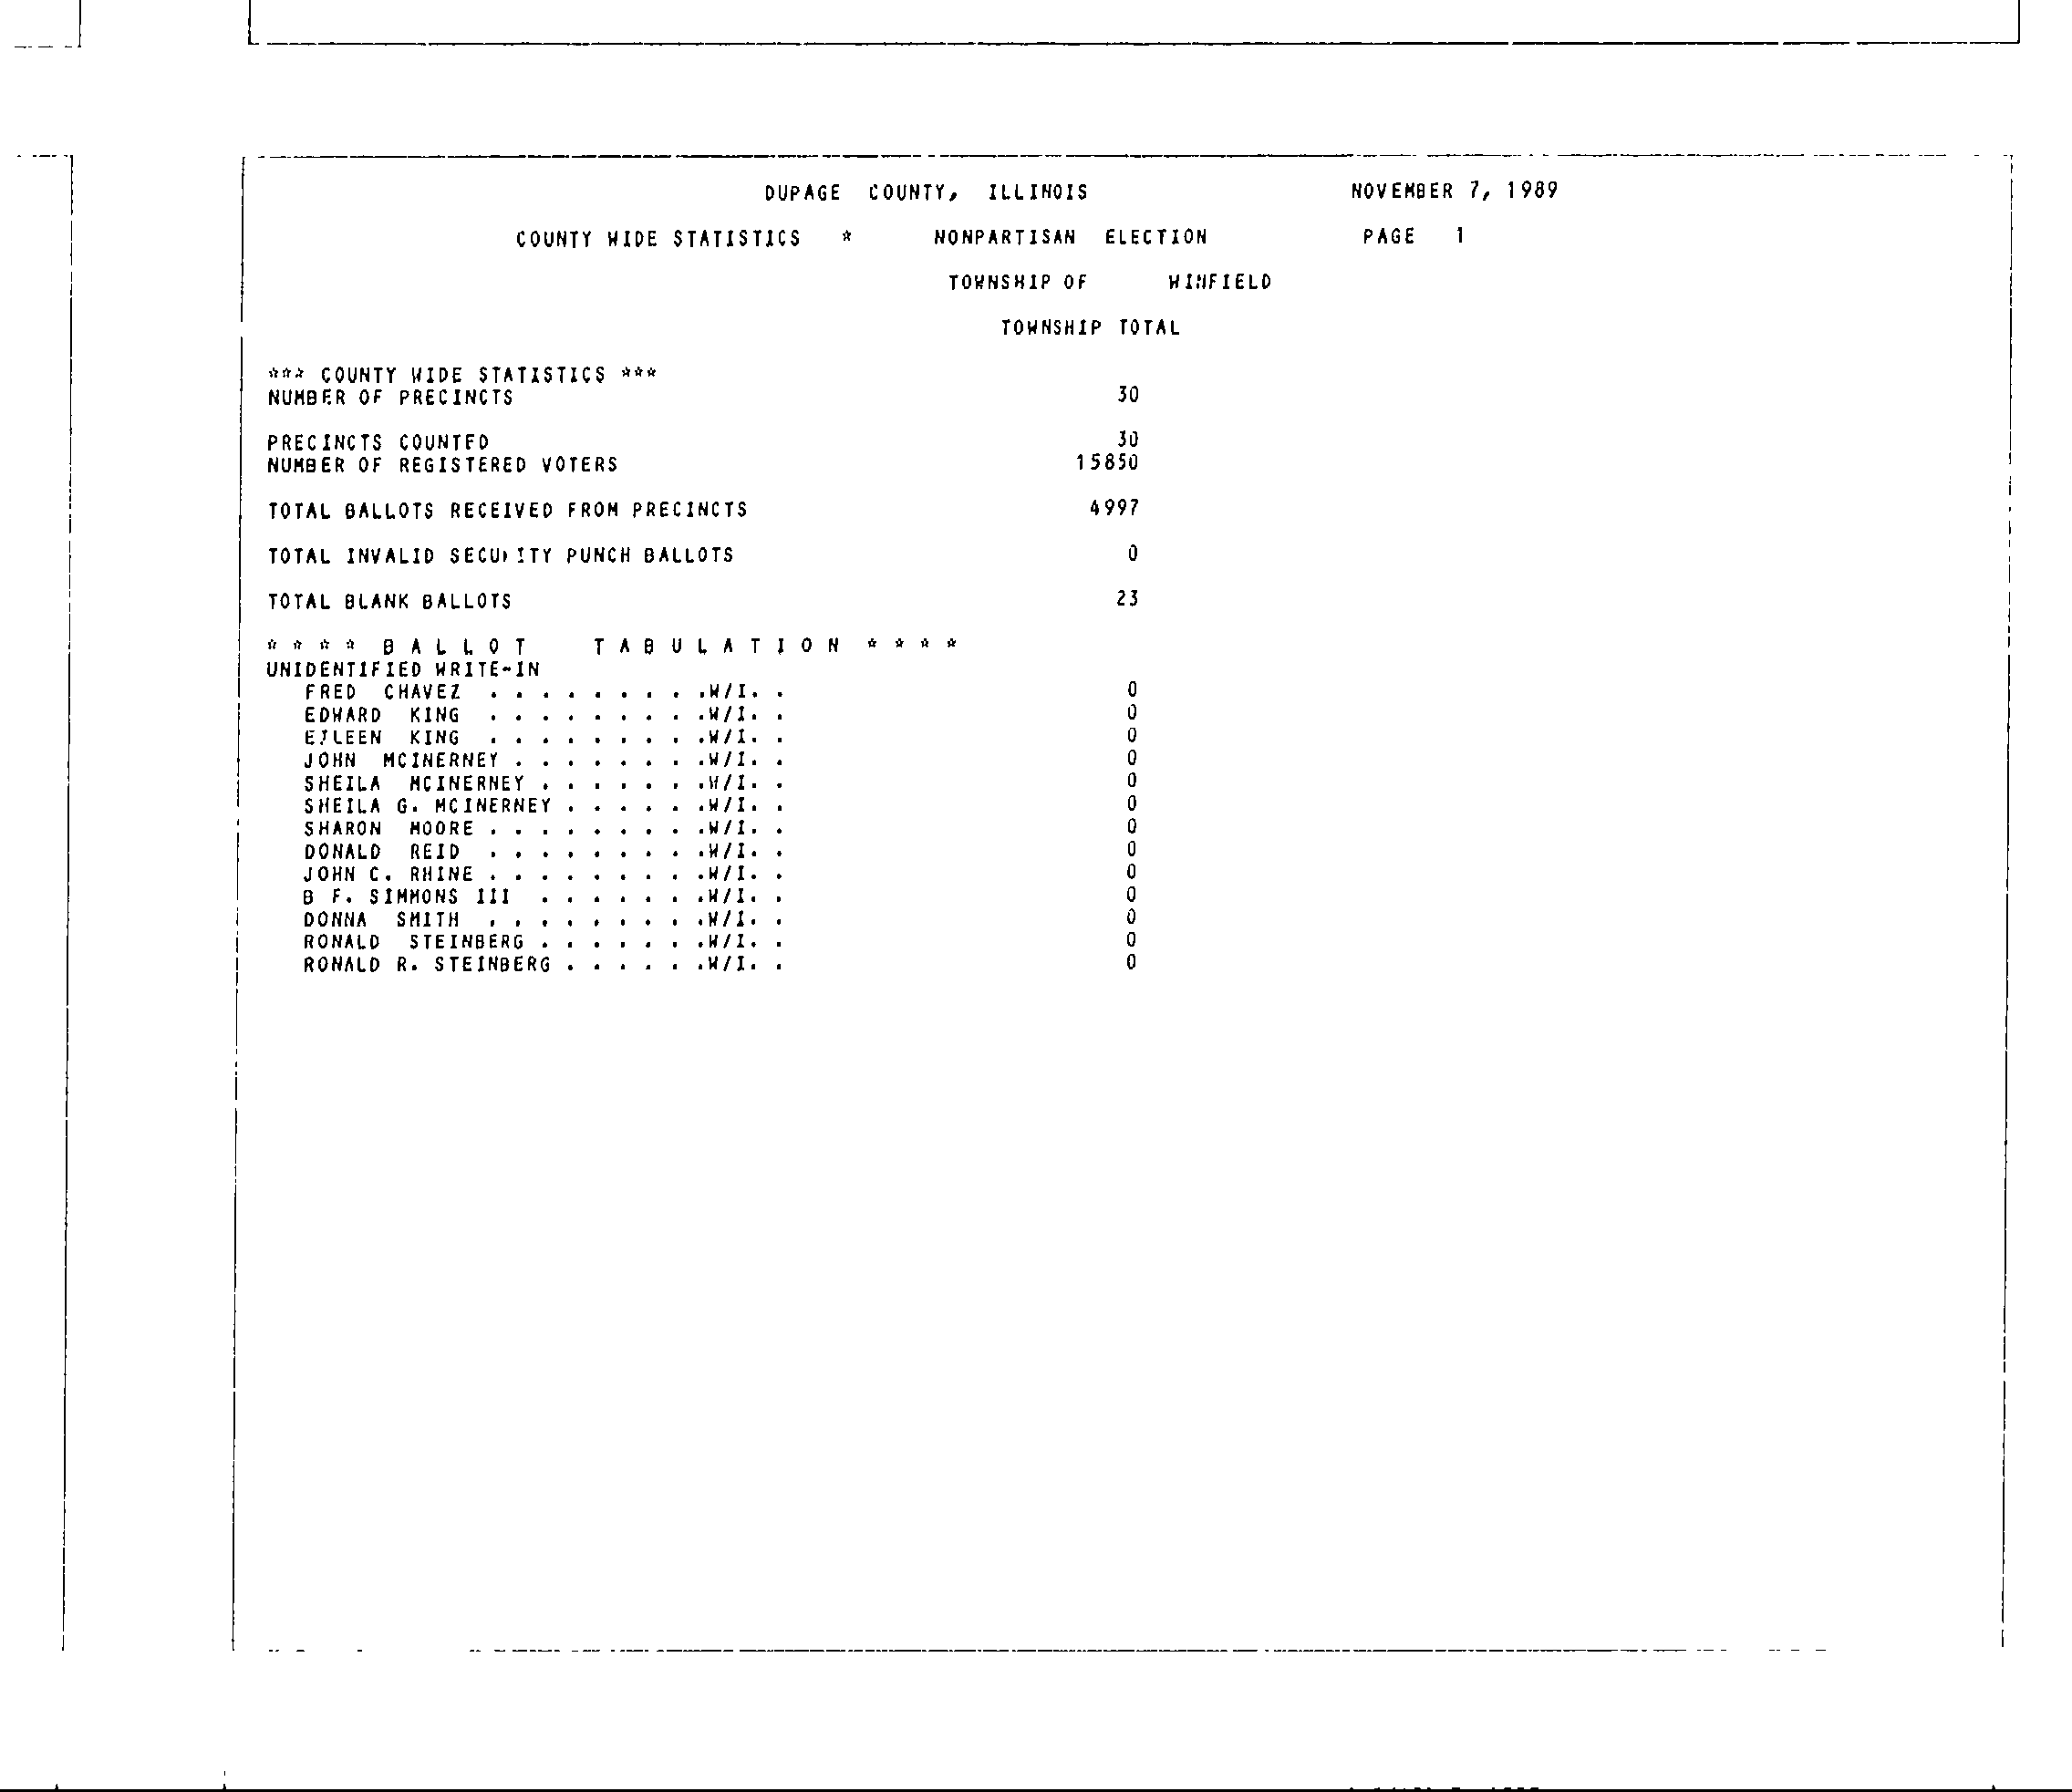 DUPAGE COUNTY, ILLINOIS NOVEMBER 7, 1989
COUNTY WIDE STATISTICS * NONPARTISAN ELECTION PAGE 1
TOWNSHIP OF WINFIELD
TOWNSHIP TOTAL
*** COUNTY WIDE STATISTICS ***
NUMBER OF PRECINCTS 30
PRECINCTS COUNTED 30
NUMBER OF REGISTERED VOTERS 15850
TOTAL BALLOTS RECEIVED FROM PRECINCTS 4997
TOTAL INVALID SECURITY PUNCH BALLOTS 0
TOTAL BLANK BALLOTS 23
* * * * B A L L O T T A B U L A T I O N * * * *
UNIDENTIFIED WRITE-IN
FRED CHAVEZ . . . . . . . . .W/I. . 0
EDWARD KING . . . . . . . . .W/I. . 0
EILEEN KING . . . . . . . . .W/I. . 0
JOHN MCINERNEY . . . . . . . .W/I. . 0
SHEILA MCINERNEY . . . . . . .W/I. . 0
SHEILA G. MCINERNEY . . . . . .W/I. . 0
SHARON MOORE . . . . . . . . .W/I. . 0
DONALD REID . . . . . . . . .W/I. . 0
JOHN C. RHINE . . . . . . . . .W/I. . 0
B F. SIMMONS III . . . . . . .W/I. . 0
DONNA SMITH . . . . . . . . .W/I. . 0
RONALD STEINBERG . . . . . . .W/I. . 0
RONALD R. STEINBERG . . . . . .W/I. . 0